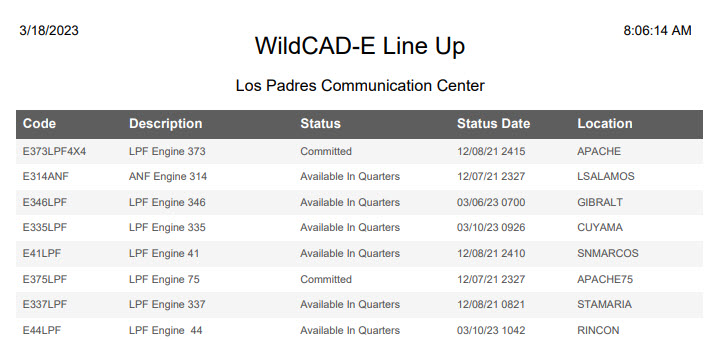 3/18/2023
8:06:14 AM
WildCAD-E Line Up
Los Padres Communication Center
Code Description Status Status Date Location
E373LPF4X4 LPF Engine 373 Committed 12/08/21 2415 APACHE
E314ANF ANF Engine 314 Available In Quarters 12/07/21 2327 LSALAMOS
E346LPF LPF Engine 346 Available In Quarters 03/06/23 0700 GIBRALT
E335LPF LPF Engine 335 Available In Quarters 03/10/23 0926 CUYAMA
E41LPF LPF Engine 41 Available In Quarters 12/08/21 2410 SNMARCOS
E375LPF LPF Engine 75 Committed 12/07/21 2327 APACHE75
E337LPF LPF Engine 337 Available In Quarters 12/08/21 0821 STAMARIA
E44LPF LPF Engine 44 Available In Quarters 03/10/23 1042 RINCON